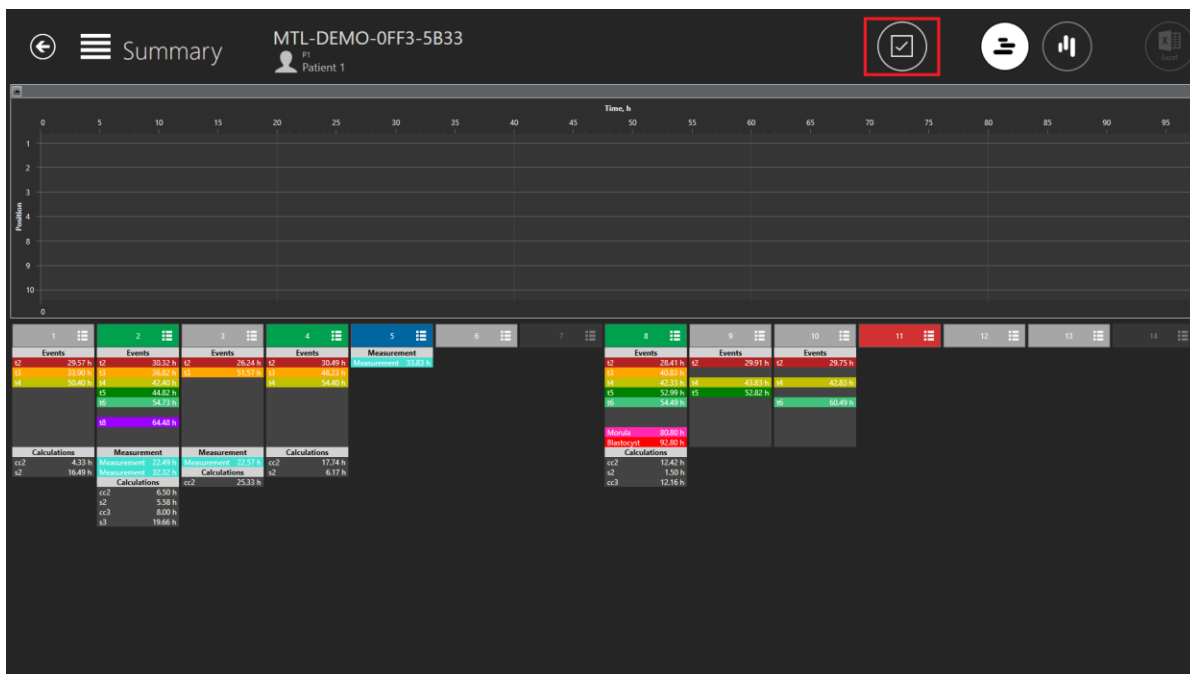 Summary
MTL-DEMO-0FF3-5B33
P1
Patient 1
Excel
Time, h
0 5 10 15 20 25 30 35 40 45 50 55 60 65 70 75 80 85 90 95
Position
1
2
3
4
8
9
10
0
1 2 3 4 5 6 7 8 9 10 11 12 13 14
Events Events Events Events Measurement Events Events Events
t2 29.57 h t2 30.32 h t2 26.24 h t2 30.49 h Measurement 33.83 h t2 28.41 h t2 29.91 h t2 29.75 h
t3 33.90 h t3 36.82 h t3 51.57 h t3 48.23 h t3 40.83 h
t4 50.40 h t4 42.40 h t4 54.40 h t4 42.33 h t4 43.83 h t4 42.83 h
t5 44.82 h t5 52.99 h t5 52.82 h
t6 54.73 h t6 54.49 h t6 60.49 h
t8 64.48 h
Morula 80.80 h
Blastocyst 92.80 h
Calculations Measurement Measurement Calculations Calculations
cc2 4.33 h Measurement 22.49 h Measurement 22.57 h cc2 17.74 h cc2 12.42 h
s2 16.49 h Measurement 32.32 h Calculations s2 6.17 h s2 1.50 h
Calculations cc2 25.33 h cc3 12.16 h
cc2 6.50 h
s2 5.58 h
cc3 8.00 h
s3 19.66 h